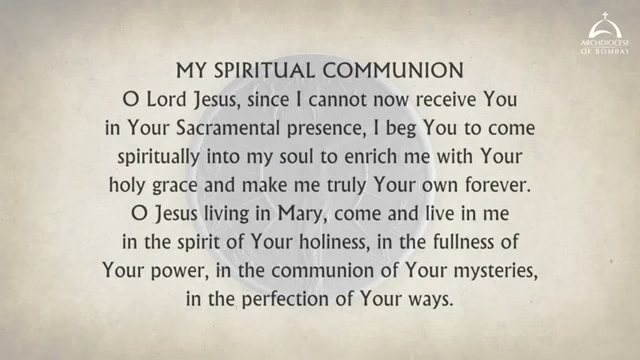 ARCHDIOCESE
OF BOMBAY
MY SPIRITUAL COMMUNION
O Lord Jesus, since I cannot now receive You
in Your Sacramental presence, I beg You to come
spiritually into my soul to enrich me with Your
holy grace and make me truly Your own forever.
O Jesus living in Mary, come and live in me
in the spirit of Your holiness, in the fullness of
Your power, in the communion of Your mysteries,
in the perfection of Your ways.